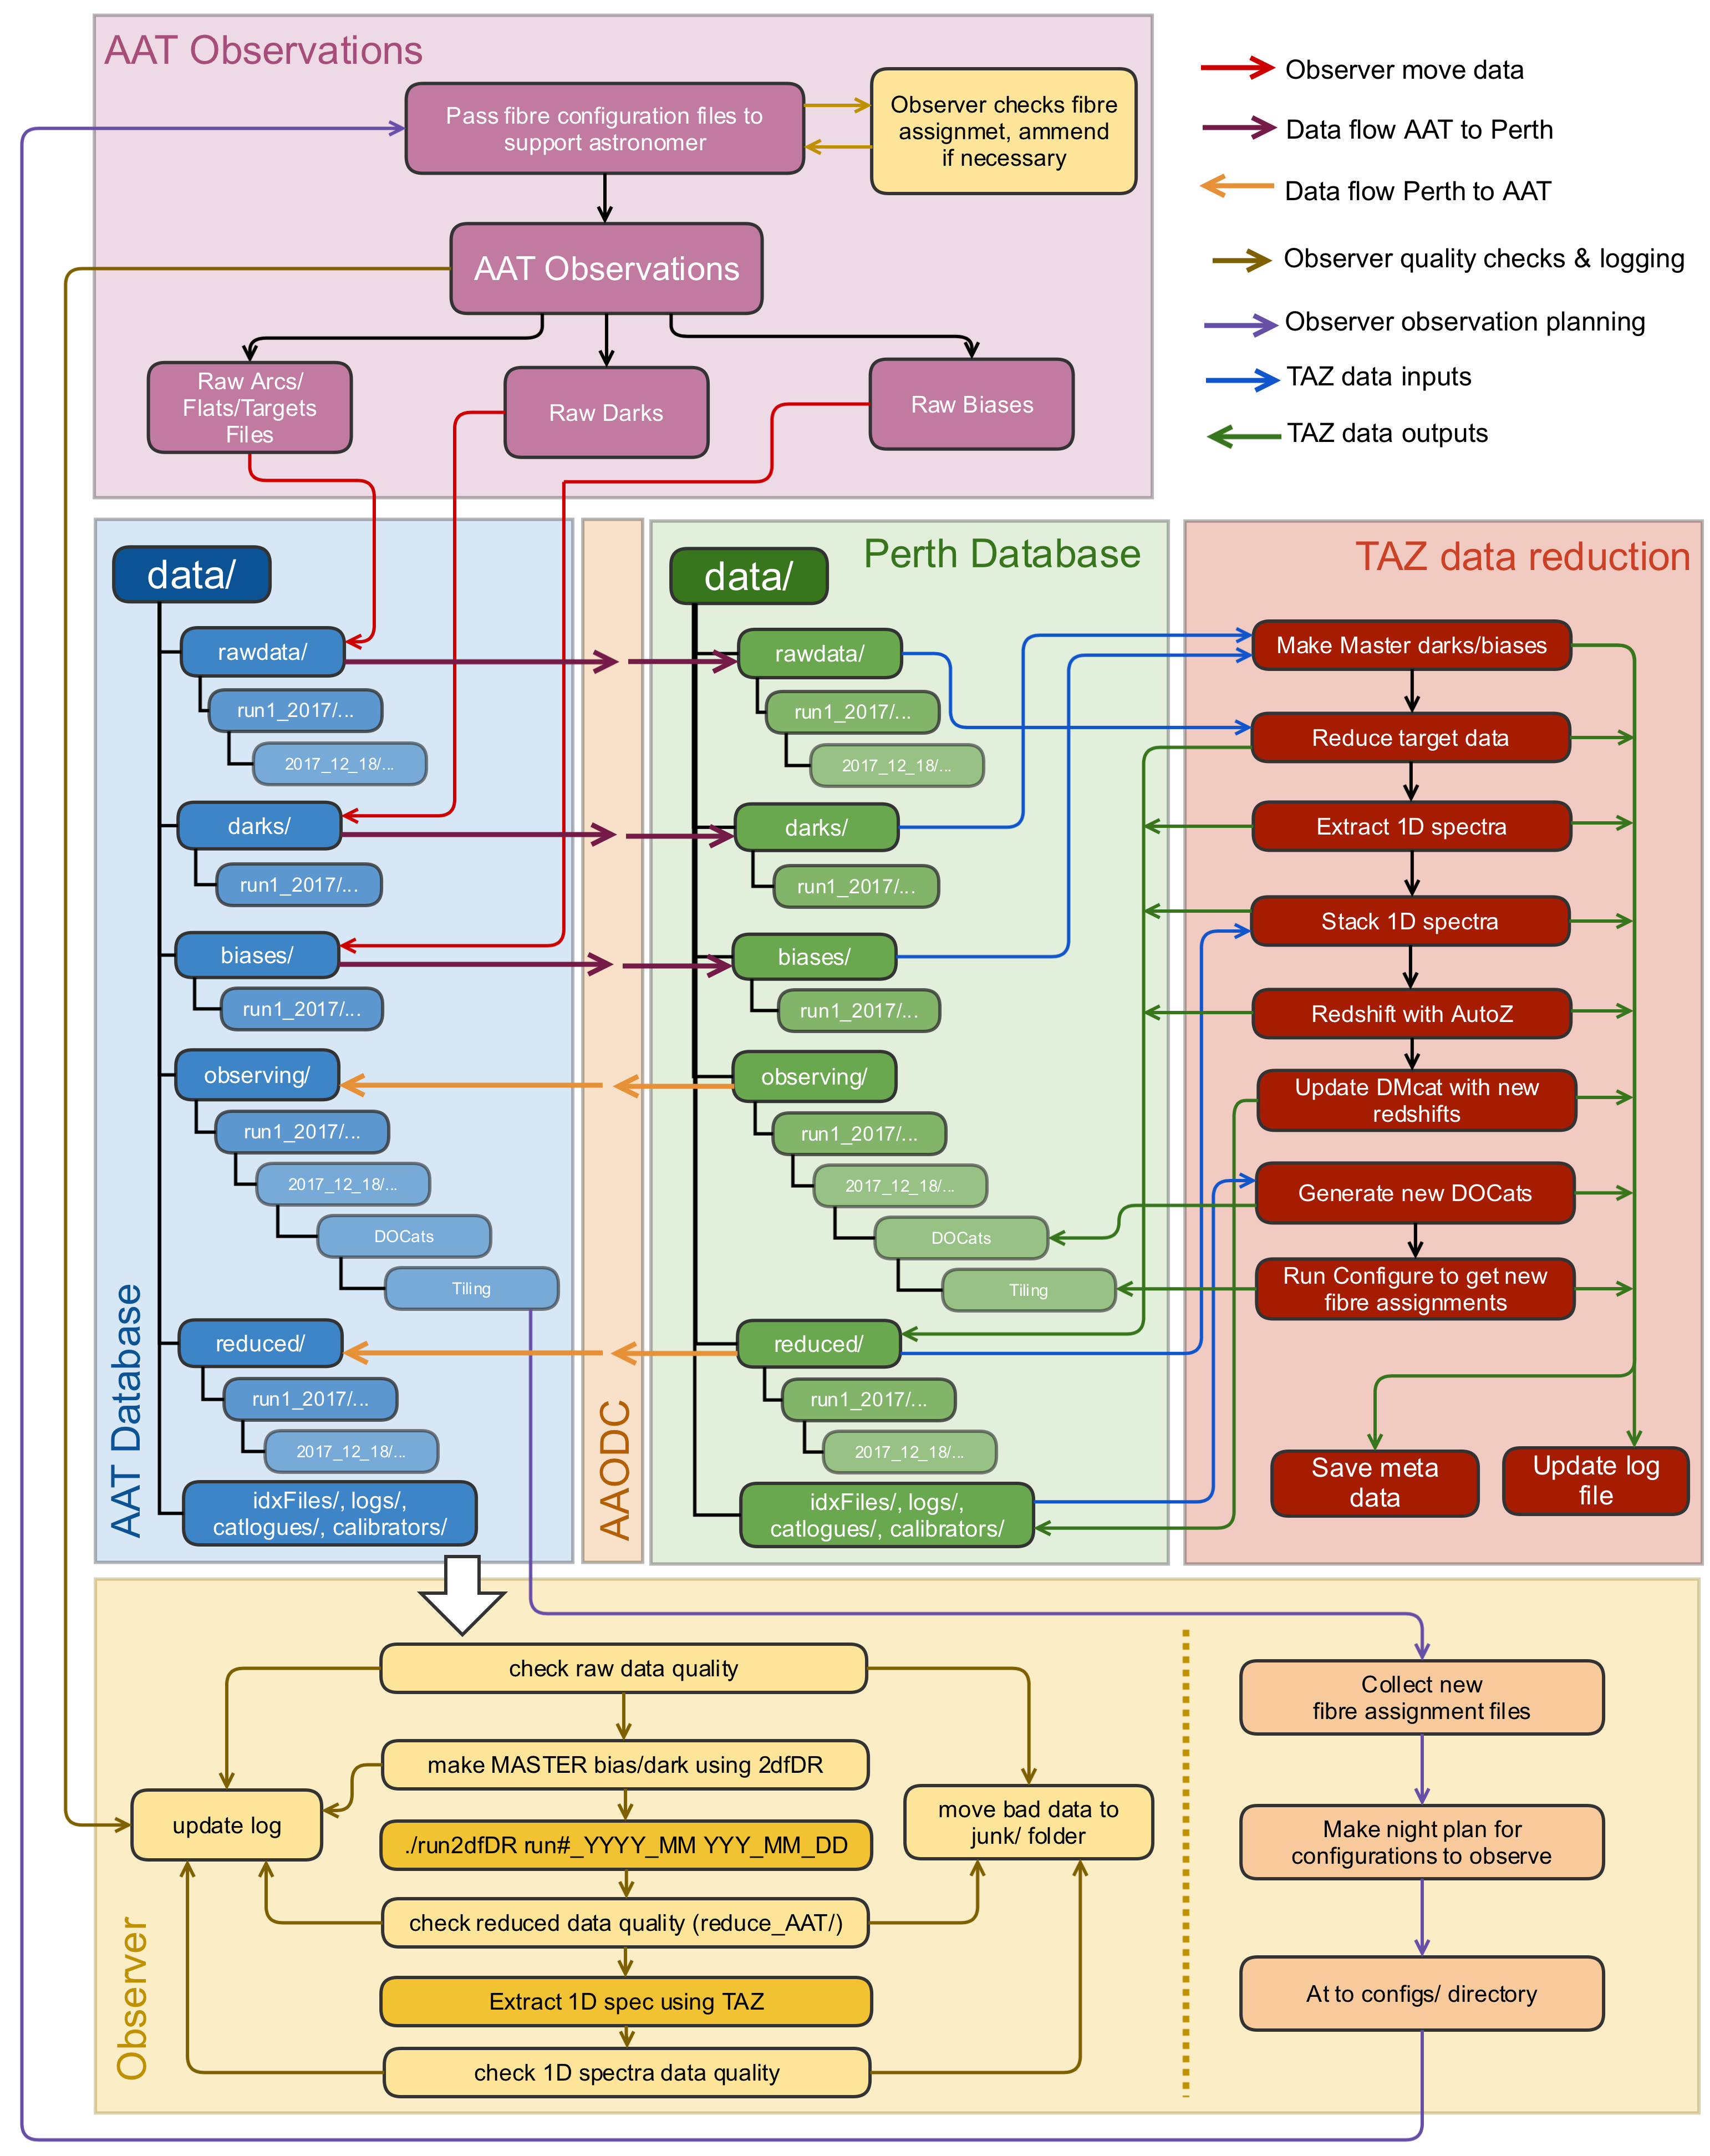 AAT Observations
Pass fibre configuration files to
support astronomer
Observer checks fibre
assignmet, ammend
if necessary
AAT Observations
Raw Arcs/
Flats/Targets
Files
Raw Darks
Raw Biases
Observer move data
Data flow AAT to Perth
Data flow Perth to AAT
Observer quality checks & logging
Observer observation planning
TAZ data inputs
TAZ data outputs
data/
rawdata/
run1_2017/...
2017_12_18/...
darks/
run1_2017/...
biases/
run1_2017/...
observing/
run1_2017/...
2017_12_18/...
DOCats
Tiling
reduced/
run1_2017/...
2017_12_18/...
idxFiles/, logs/,
catlogues/, calibrators/
AAT Database
AAODC
Perth Database
data/
rawdata/
run1_2017/...
2017_12_18/...
darks/
run1_2017/...
biases/
run1_2017/...
observing/
run1_2017/...
2017_12_18/...
DOCats
Tiling
reduced/
run1_2017/...
2017_12_18/...
idxFiles/, logs/,
catlogues/, calibrators/
TAZ data reduction
Make Master darks/biases
Reduce target data
Extract 1D spectra
Stack 1D spectra
Redshift with AutoZ
Update DMcat with new
redshifts
Generate new DOCats
Run Configure to get new
fibre assignments
Save meta
data
Update log
file
Observer
check raw data quality
make MASTER bias/dark using 2dfDR
update log
./run2dfDR run#_YYYY_MM YYY_MM_DD
move bad data to
junk/ folder
check reduced data quality (reduce_AAT/)
Extract 1D spec using TAZ
check 1D spectra data quality
Collect new
fibre assignment files
Make night plan for
configurations to observe
At to configs/ directory